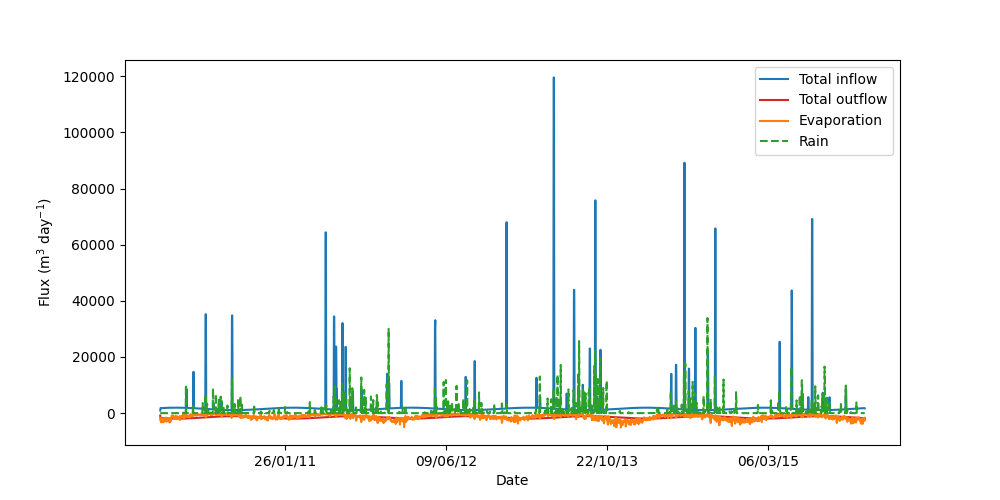 120000
100000
80000
60000
40000
20000
0
Flux (m³ day⁻¹)
Total inflow
Total outflow
Evaporation
Rain
26/01/11
09/06/12
22/10/13
06/03/15
Date